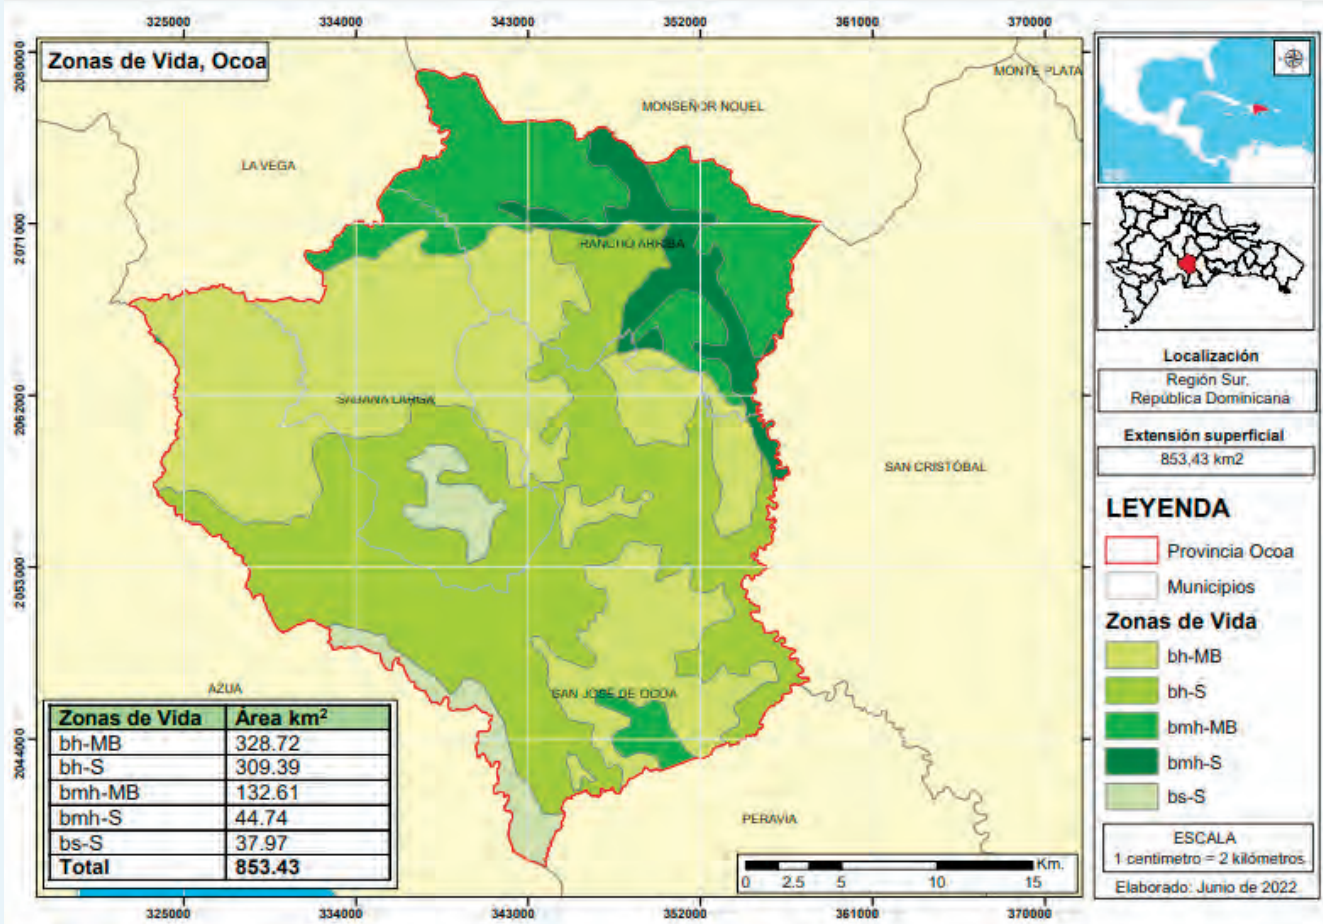 325000 334000 343000 352000 361000 370000
2080000
2071000
2062000
2053000
2044000
Zonas de Vida, Ocoa
MONTE PLATA
MONSEÑOR NOUEL
LA VEGA
RANCHO ARRIBA
SABANA LARGA
SAN CRISTÓBAL
AZUA
SAN JOSÉ DE OCOA
PERAVIA
Zonas de Vida Área km²
bh-MB 328.72
bh-S 309.39
bmh-MB 132.61
bmh-S 44.74
bs-S 37.97
Total 853.43
Km.
0 2.5 5 10 15
325000 334000 343000 352000 361000 370000
Localización
Región Sur,
República Dominicana
Extensión superficial
853,43 km2
LEYENDA
Provincia Ocoa
Municipios
Zonas de Vida
bh-MB
bh-S
bmh-MB
bmh-S
bs-S
ESCALA
1 centímetro = 2 kilómetros
Elaborado: Junio de 2022